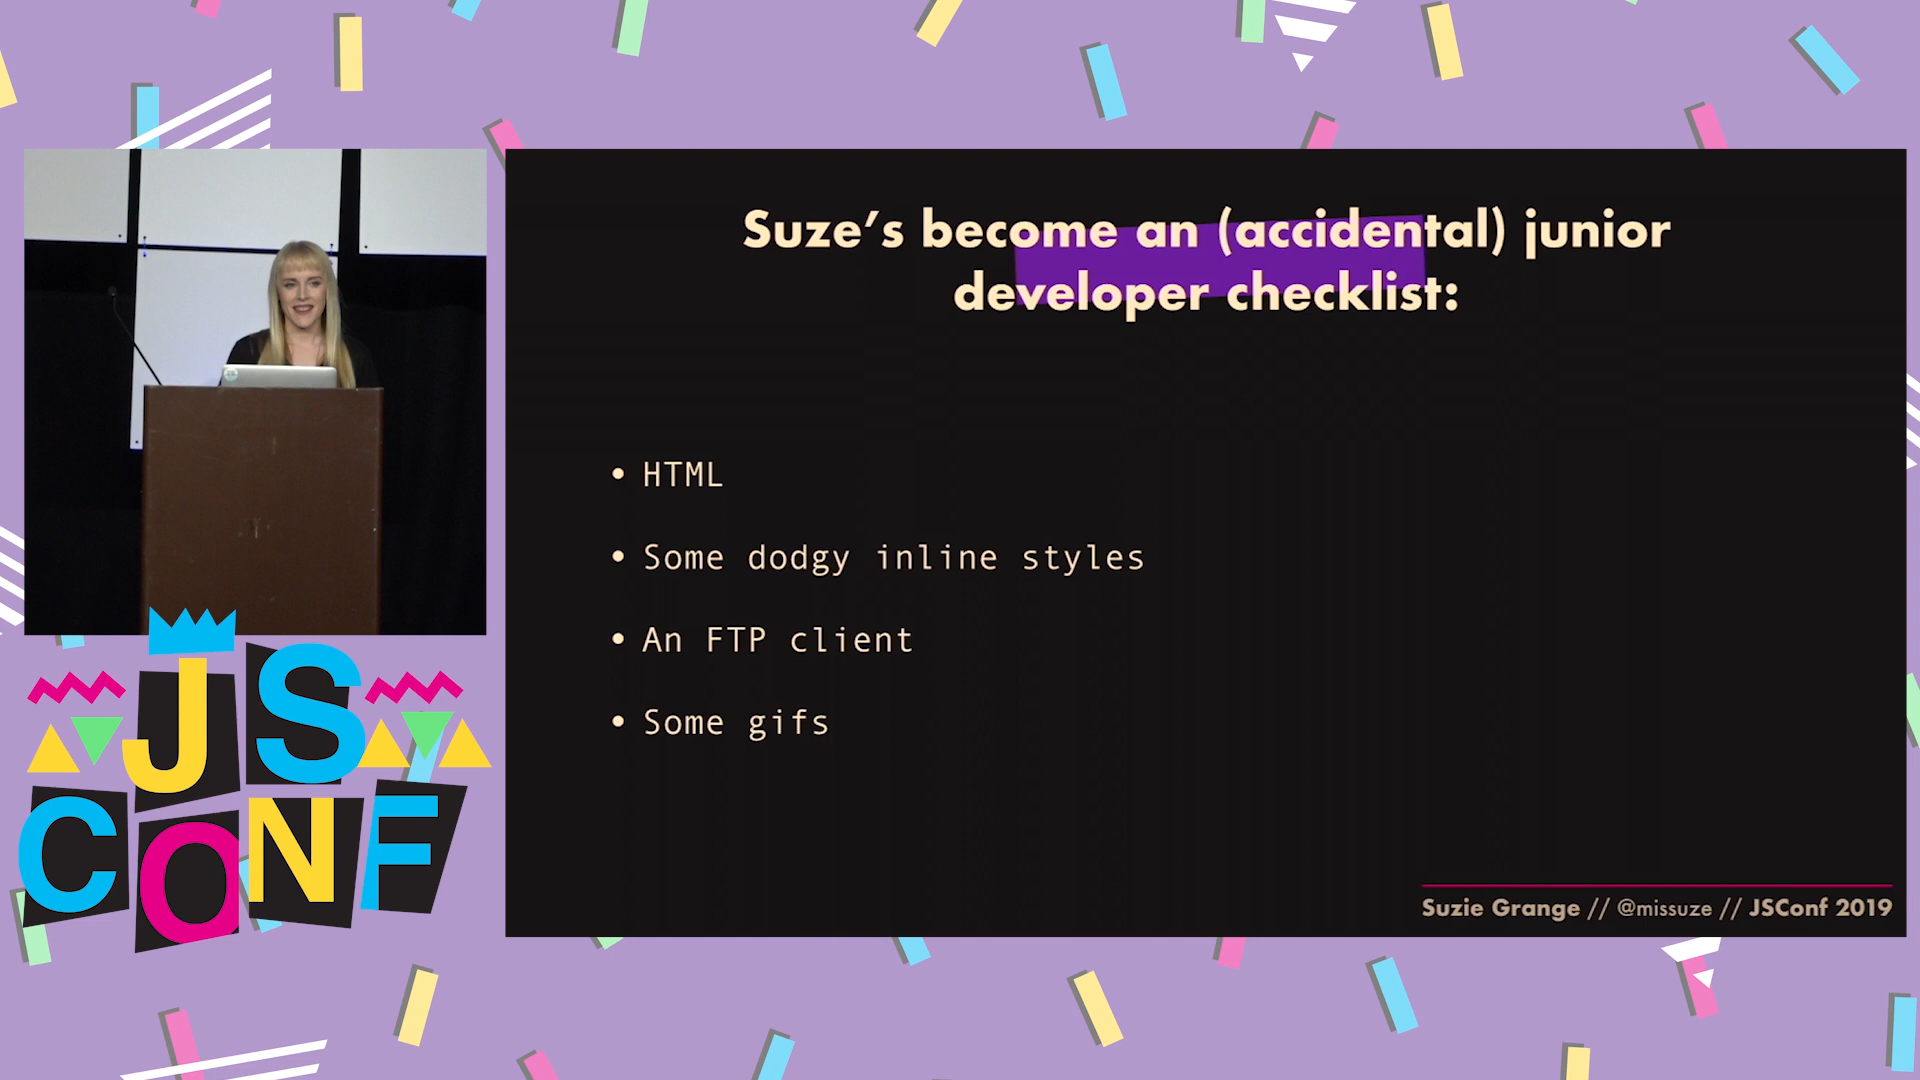 Suze’s become an (accidental) junior
developer checklist:
• HTML
• Some dodgy inline styles
• An FTP client
• Some gifs
Suzie Grange // @missuze // JSConf 2019
JS
CONF